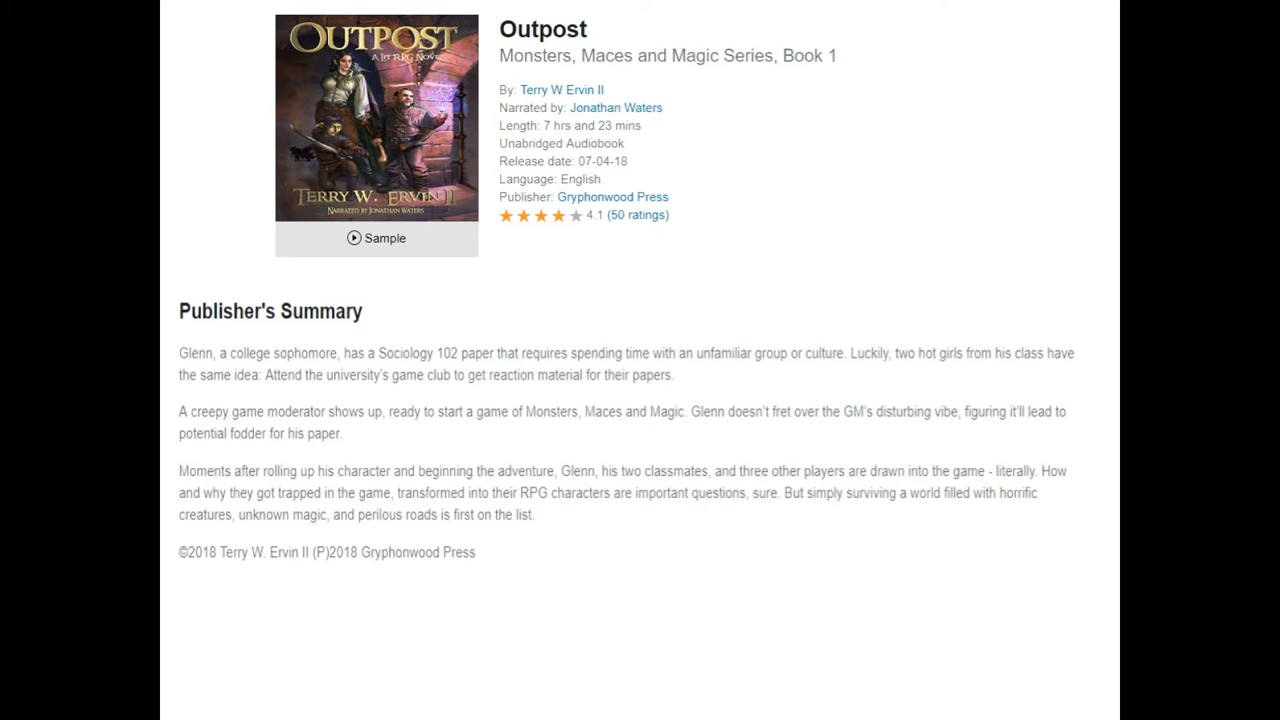 OUTPOST
A LITRPG NOVEL
TERRY W. ERVIN II
NARRATED BY JONATHAN WATERS
Sample
Outpost
Monsters, Maces and Magic Series, Book 1
By: Terry W Ervin II
Narrated by: Jonathan Waters
Length: 7 hrs and 23 mins
Unabridged Audiobook
Release date: 07-04-18
Language: English
Publisher: Gryphonwood Press
4.1 (50 ratings)
Publisher's Summary
Glenn, a college sophomore, has a Sociology 102 paper that requires spending time with an unfamiliar group or culture. Luckily, two hot girls from his class have
the same idea: Attend the university’s game club to get reaction material for their papers.
A creepy game moderator shows up, ready to start a game of Monsters, Maces and Magic. Glenn doesn’t fret over the GM’s disturbing vibe, figuring it’ll lead to
potential fodder for his paper.
Moments after rolling up his character and beginning the adventure, Glenn, his two classmates, and three other players are drawn into the game - literally. How
and why they got trapped in the game, transformed into their RPG characters are important questions, sure. But simply surviving a world filled with horrific
creatures, unknown magic, and perilous roads is first on the list.
©2018 Terry W. Ervin II (P)2018 Gryphonwood Press